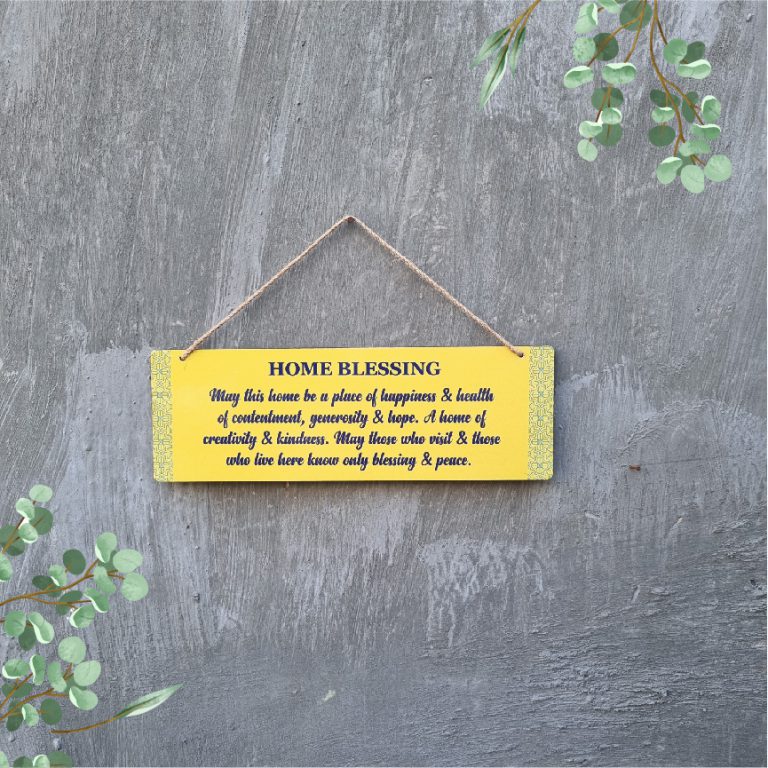 HOME BLESSING
May this home be a place of happiness & health
of contentment, generosity & hope. A home of
creativity & kindness. May those who visit & those
who live here know only blessing & peace.